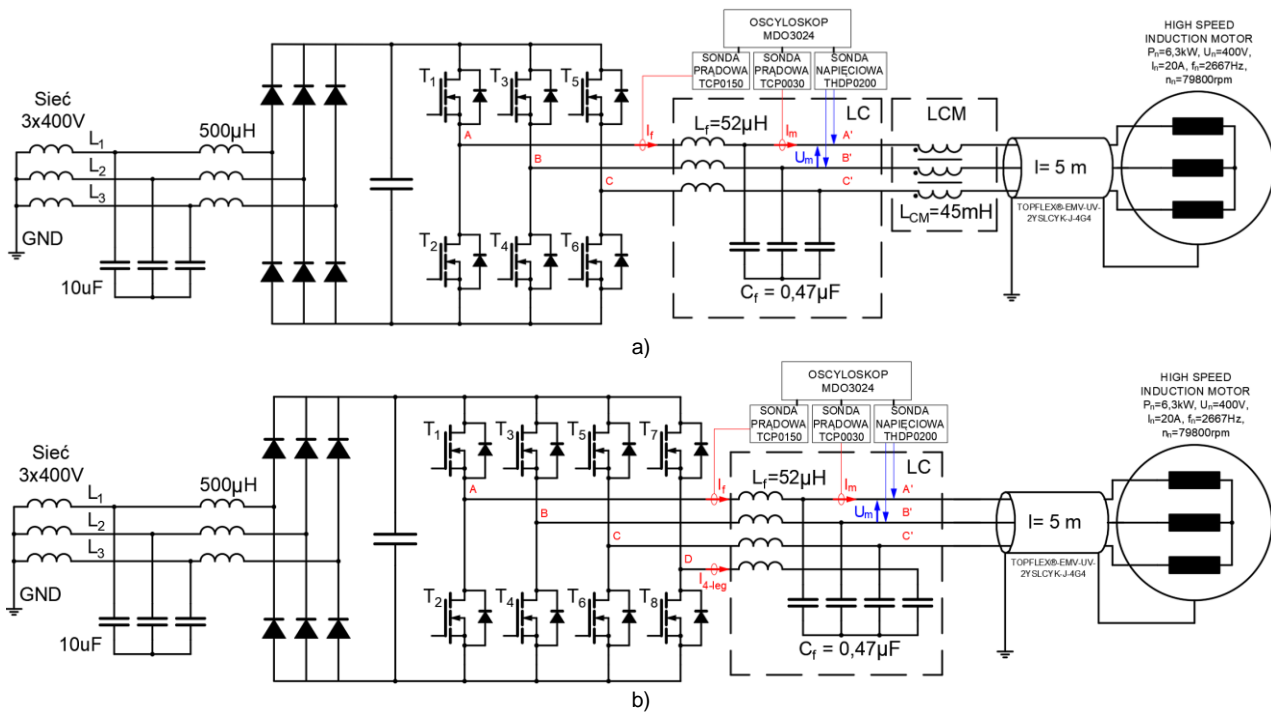 OSCYLOSKOP
MDO3024
SONDA
PRĄDOWA
TCP0150
SONDA
PRĄDOWA
TCP0030
SONDA
NAPIĘCIOWA
THDP0200
HIGH SPEED
INDUCTION MOTOR
Pn=6,3kW, Un=400V,
In=20A, fn=2667Hz,
nn=79800rpm
Sieć
3x400V
L1
L2
L3
GND
500µH
10uF
T1
T3
T5
T2
T4
T6
A
B
C
If
Lf=52µH
LC
Im
Um
A'
B'
C'
Cf = 0,47µF
LCM
LCM=45mH
l= 5 m
TOPFLEX®-EMV-UV-
2YSLCYK-J-4G4
a)
OSCYLOSKOP
MDO3024
SONDA
PRĄDOWA
TCP0150
SONDA
PRĄDOWA
TCP0030
SONDA
NAPIĘCIOWA
THDP0200
HIGH SPEED
INDUCTION MOTOR
Pn=6,3kW, Un=400V,
In=20A, fn=2667Hz,
nn=79800rpm
Sieć
3x400V
L1
L2
L3
GND
500µH
10uF
T1
T3
T5
T7
T2
T4
T6
T8
A
B
C
D
If
I4-leg
Lf=52µH
LC
Im
Um
A'
B'
C'
Cf = 0,47µF
l= 5 m
TOPFLEX®-EMV-UV-
2YSLCYK-J-4G4
b)